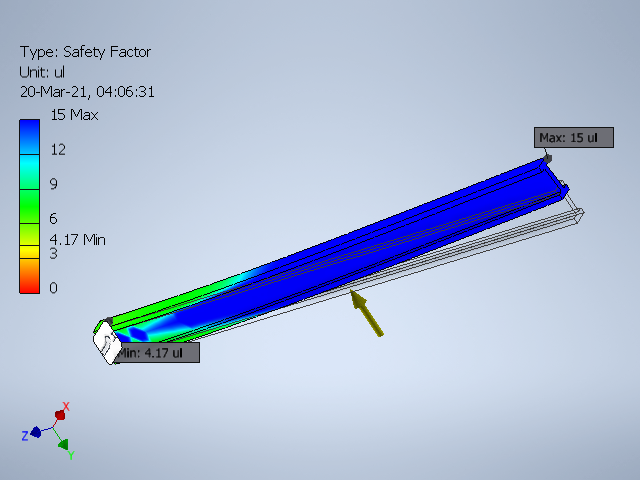 Type: Safety Factor
Unit: ul
20-Mar-21, 04:06:31
15 Max
12
9
6
4.17 Min
3
0
Max: 15 ul
Min: 4.17 ul
X
Z
Y